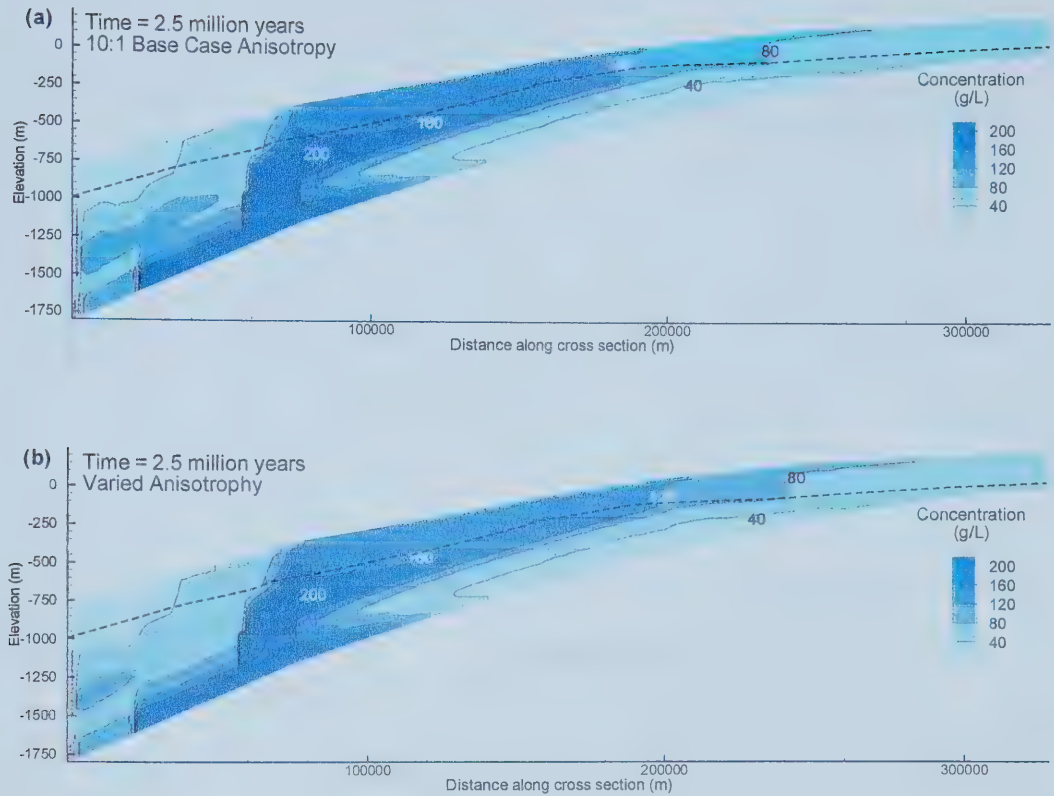 (a)
Time = 2.5 million years
10:1 Base Case Anisotropy
0
-250
-500
-750
-1000
-1250
-1500
-1750
Elevation (m)
80
40
160
200
Concentration
(g/L)
200
160
120
80
40
100000
200000
300000
Distance along cross section (m)
(b)
Time = 2.5 million years
Varied Anisotrophy
0
-250
-500
-750
-1000
-1250
-1500
-1750
Elevation (m)
80
40
200
Concentration
(g/L)
200
160
120
80
40
100000
200000
300000
Distance along cross section (m)